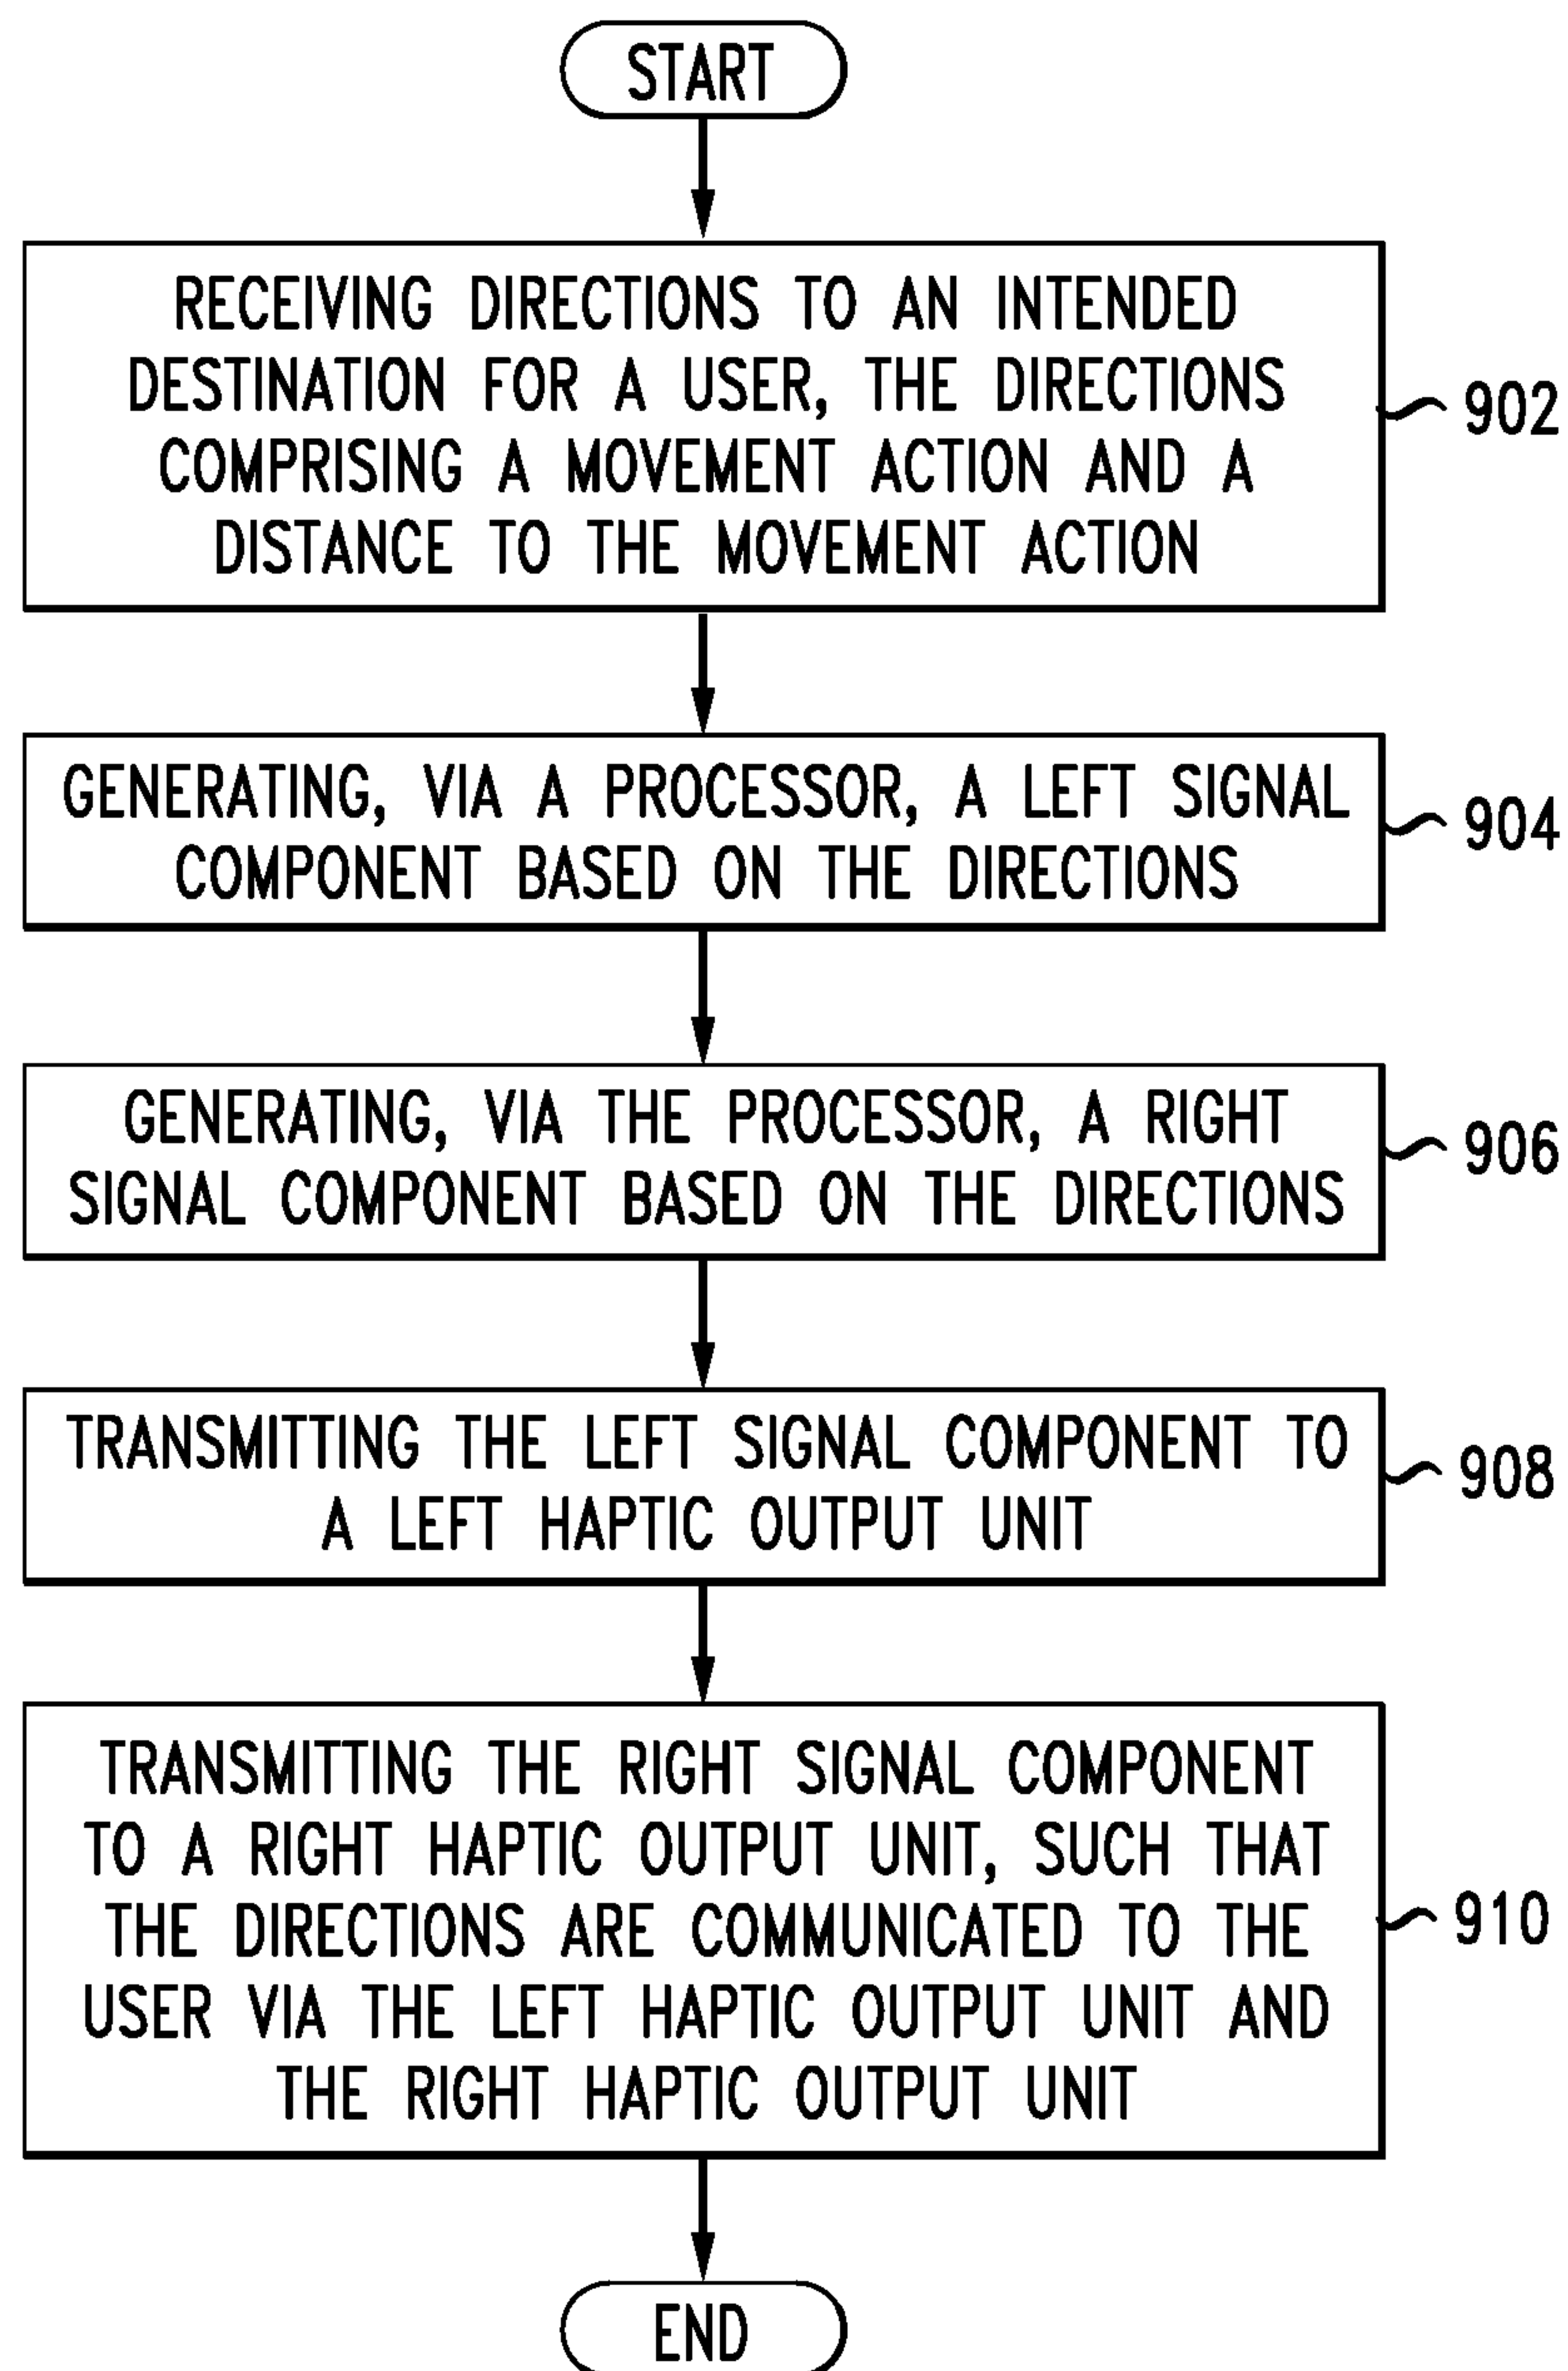 START
RECEIVING DIRECTIONS TO AN INTENDED
DESTINATION FOR A USER, THE DIRECTIONS
COMPRISING A MOVEMENT ACTION AND A
DISTANCE TO THE MOVEMENT ACTION
902
GENERATING, VIA A PROCESSOR, A LEFT SIGNAL
COMPONENT BASED ON THE DIRECTIONS
904
GENERATING, VIA THE PROCESSOR, A RIGHT
SIGNAL COMPONENT BASED ON THE DIRECTIONS
906
TRANSMITTING THE LEFT SIGNAL COMPONENT TO
A LEFT HAPTIC OUTPUT UNIT
908
TRANSMITTING THE RIGHT SIGNAL COMPONENT
TO A RIGHT HAPTIC OUTPUT UNIT, SUCH THAT
THE DIRECTIONS ARE COMMUNICATED TO THE
USER VIA THE LEFT HAPTIC OUTPUT UNIT AND
THE RIGHT HAPTIC OUTPUT UNIT
910
END